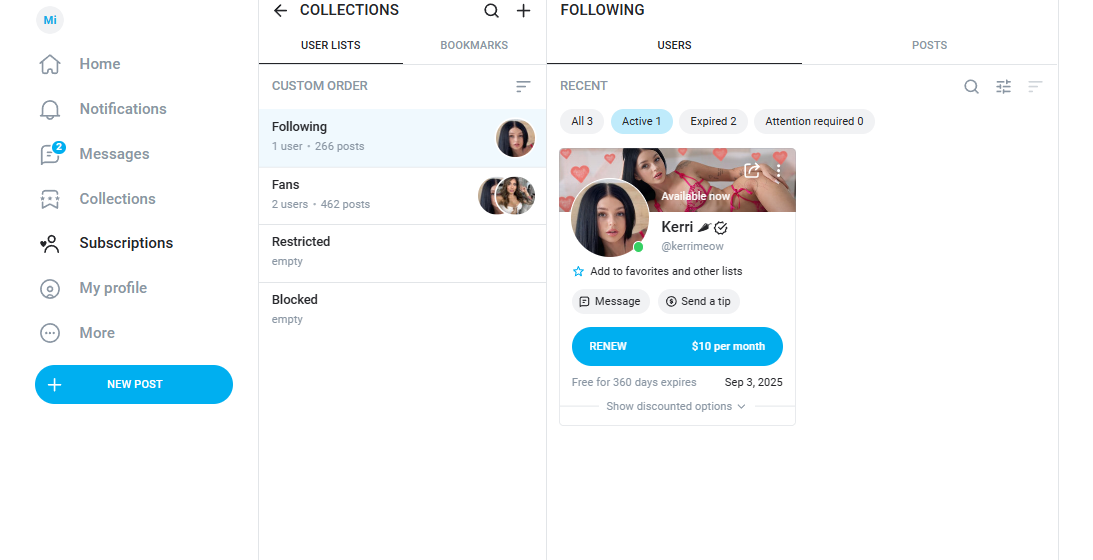 Mi
Home
Notifications
2
Messages
Collections
Subscriptions
My profile
More
NEW POST
COLLECTIONS
USER LISTS
BOOKMARKS
CUSTOM ORDER
Following
1 user • 266 posts
Fans
2 users • 462 posts
Restricted
empty
Blocked
empty
FOLLOWING
USERS
POSTS
RECENT
All 3
Active 1
Expired 2
Attention required 0
Available now
Kerri
@kerrimeow
Add to favorites and other lists
Message
Send a tip
RENEW $10 per month
Free for 360 days expires Sep 3, 2025
Show discounted options